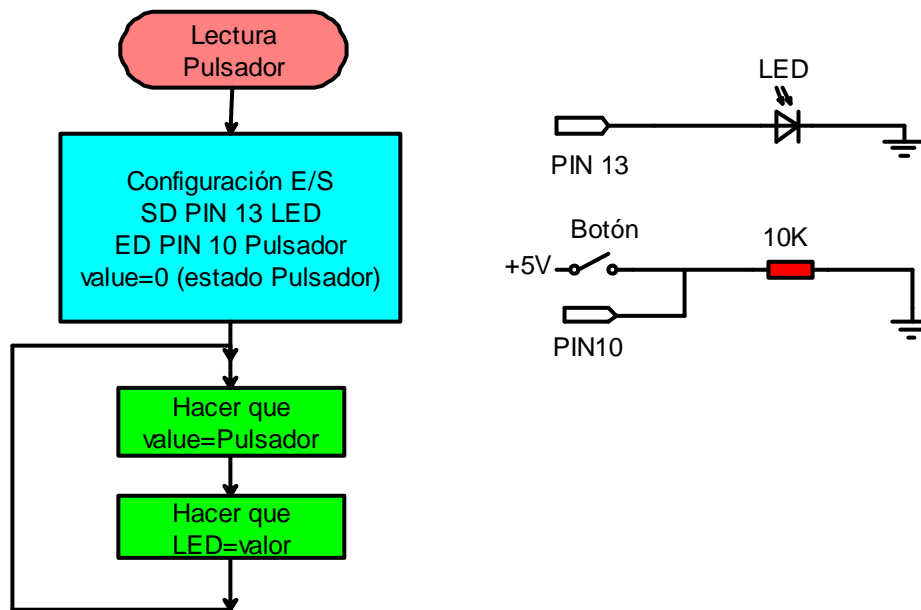 Lectura
Pulsador
Configuración E/S
SD PIN 13 LED
ED PIN 10 Pulsador
value=0 (estado Pulsador)
Hacer que
value=Pulsador
Hacer que
LED=valor
LED
PIN 13
Botón
10K
+5V
PIN10